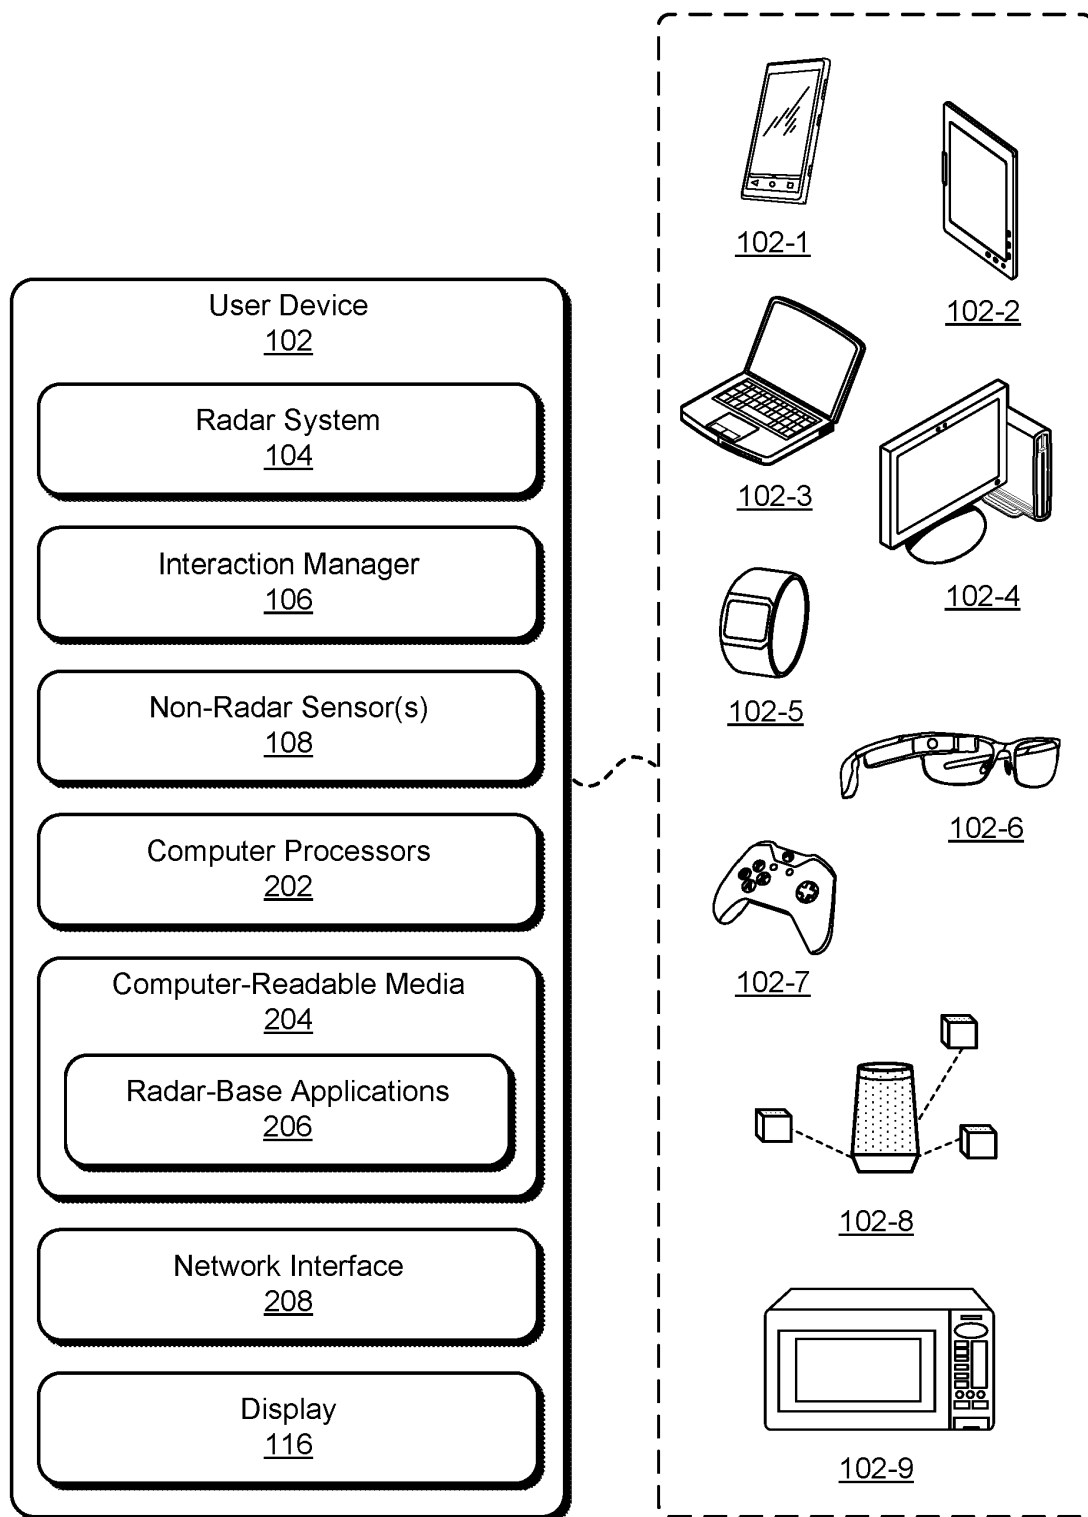 User Device
102
Radar System
104
Interaction Manager
106
Non-Radar Sensor(s)
108
Computer Processors
202
Computer-Readable Media
204
Radar-Base Applications
206
Network Interface
208
Display
116
102-1
102-2
102-3
102-4
102-5
102-6
102-7
102-8
102-9